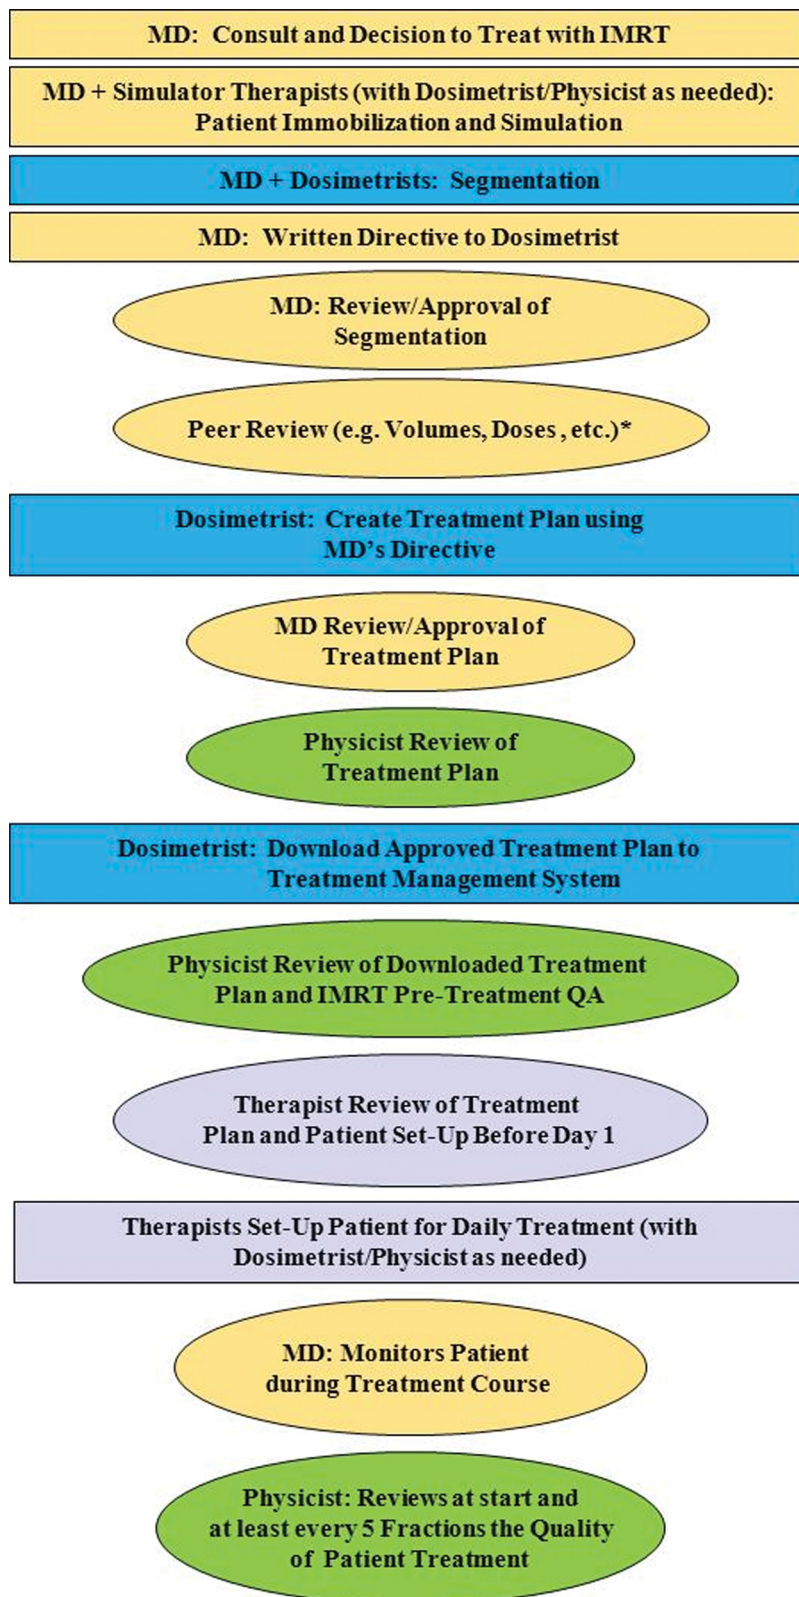 MD: Consult and Decision to Treat with IMRT
MD + Simulator Therapists (with Dosimetrist/Physicist as needed):
Patient Immobilization and Simulation
MD + Dosimetrists: Segmentation
MD: Written Directive to Dosimetrist
MD: Review/Approval of
Segmentation
Peer Review (e.g. Volumes, Doses , etc.)*
Dosimetrist: Create Treatment Plan using
MD's Directive
MD Review/Approval of
Treatment Plan
Physicist Review of
Treatment Plan
Dosimetrist: Download Approved Treatment Plan to
Treatment Management System
Physicist Review of Downloaded Treatment
Plan and IMRT Pre-Treatment QA
Therapist Review of Treatment
Plan and Patient Set-Up Before Day 1
Therapists Set-Up Patient for Daily Treatment (with
Dosimetrist/Physicist as needed)
MD: Monitors Patient
during Treatment Course
Physicist: Reviews at start and
at least every 5 Fractions the Quality
of Patient Treatment